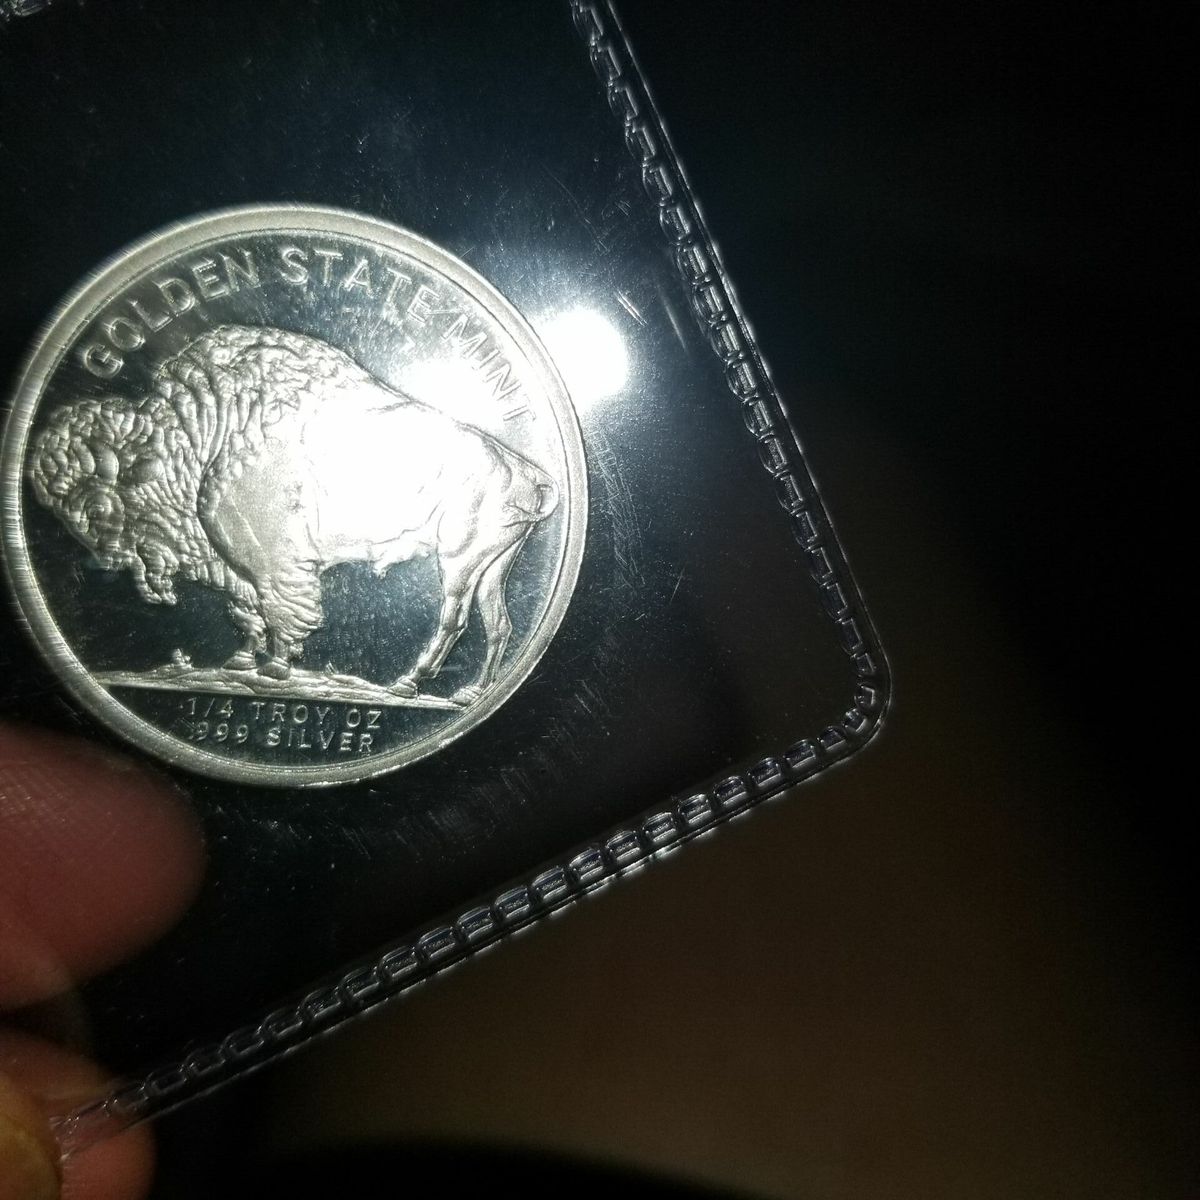 GOLDEN STATE MINT
1/4 TROY OZ
.999 SILVER